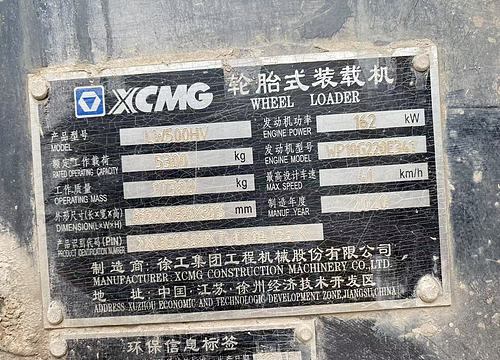 XCMG 轮胎式装载机
WHEEL LOADER
产品型号 LW500HV
MODEL
额定工作载荷 kg
RATED OPERATING CAPACITY
工作质量 kg
OPERATING MASS
外形尺寸(长×宽×高) mm
DIMENSION(L×W×H)
产品识别代码(PIN)
PRODUCT IDENTIFICATION NUMBER
发动机功率 162 kW
ENGINE POWER
发动机型号
ENGINE MODEL
最高设计车速 41 km/h
MAX. SPEED
制造年度
MANUF YEAR
制造商:徐工集团工程机械股份有限公司
MANUFACTURER: XCMG CONSTRUCTION MACHINERY CO.,LTD.
地址:中国·江苏·徐州经济技术开发区
ADDRESS XUZHOU ECONOMIC AND TECHNOLOGIC DEVELOPMENT ZONE,JIANGSU,CHINA
环保信息标签